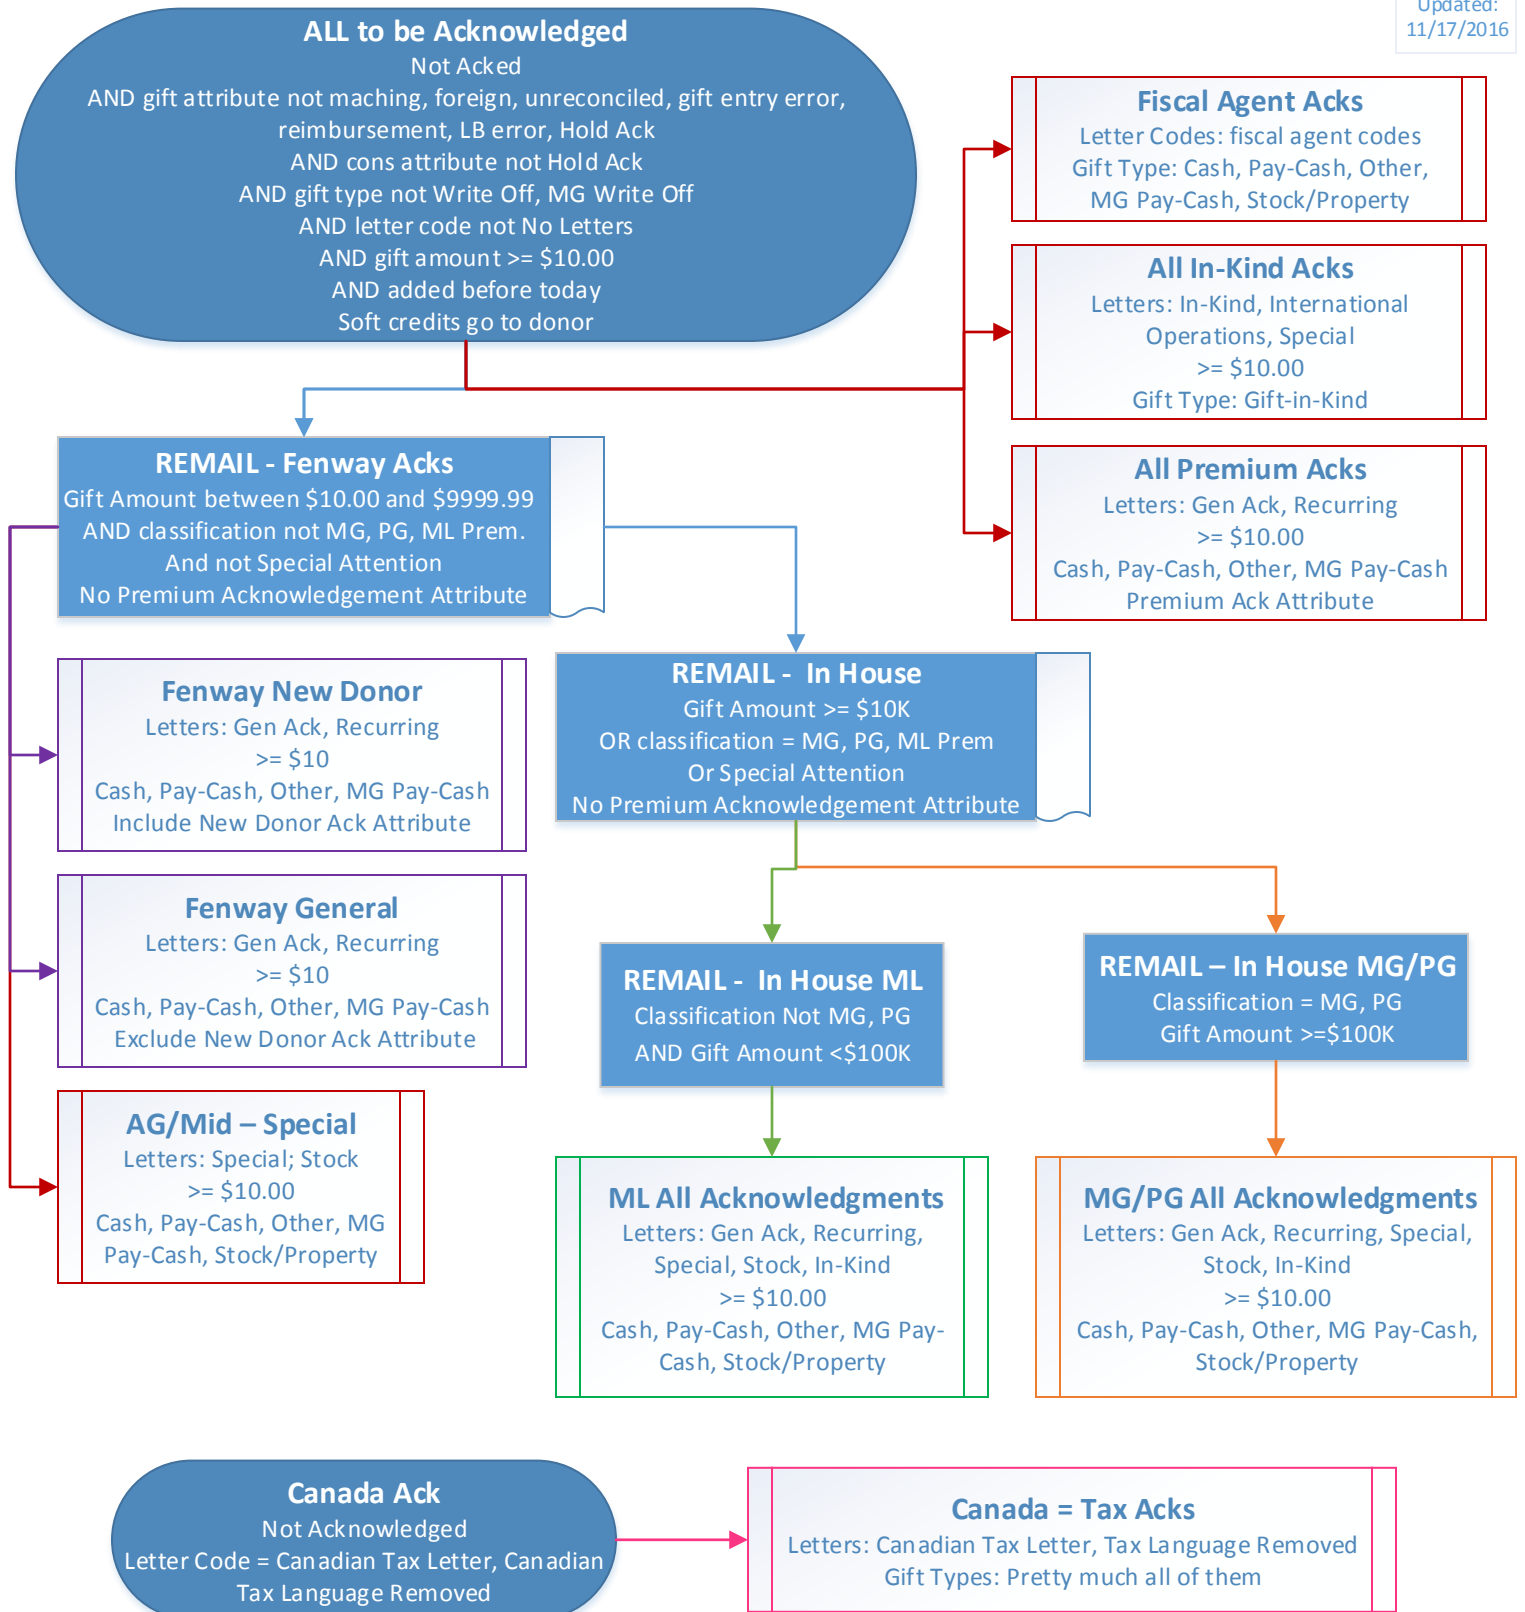 Updated:
11/17/2016
ALL to be Acknowledged
Not Acked
AND gift attribute not maching, foreign, unreconciled, gift entry error,
reimbursement, LB error, Hold Ack
AND cons attribute not Hold Ack
AND gift type not Write Off, MG Write Off
AND letter code not No Letters
AND gift amount >= $10.00
AND added before today
Soft credits go to donor
Fiscal Agent Acks
Letter Codes: fiscal agent codes
Gift Type: Cash, Pay-Cash, Other,
MG Pay-Cash, Stock/Property
All In-Kind Acks
Letters: In-Kind, International
Operations, Special
>= $10.00
Gift Type: Gift-in-Kind
All Premium Acks
Letters: Gen Ack, Recurring
>= $10.00
Cash, Pay-Cash, Other, MG Pay-Cash
Premium Ack Attribute
REMAIL - Fenway Acks
Gift Amount between $10.00 and $9999.99
AND classification not MG, PG, ML Prem.
And not Special Attention
No Premium Acknowledgement Attribute
Fenway New Donor
Letters: Gen Ack, Recurring
>= $10
Cash, Pay-Cash, Other, MG Pay-Cash
Include New Donor Ack Attribute
REMAIL - In House
Gift Amount >= $10K
OR classification = MG, PG, ML Prem
Or Special Attention
No Premium Acknowledgement Attribute
Fenway General
Letters: Gen Ack, Recurring
>= $10
Cash, Pay-Cash, Other, MG Pay-Cash
Exclude New Donor Ack Attribute
REMAIL - In House ML
Classification Not MG, PG
AND Gift Amount <$100K
REMAIL – In House MG/PG
Classification = MG, PG
Gift Amount >=$100K
AG/Mid – Special
Letters: Special; Stock
>= $10.00
Cash, Pay-Cash, Other, MG
Pay-Cash, Stock/Property
ML All Acknowledgments
Letters: Gen Ack, Recurring,
Special, Stock, In-Kind
>= $10.00
Cash, Pay-Cash, Other, MG Pay-
Cash, Stock/Property
MG/PG All Acknowledgments
Letters: Gen Ack, Recurring, Special,
Stock, In-Kind
>= $10.00
Cash, Pay-Cash, Other, MG Pay-Cash,
Stock/Property
Canada Ack
Not Acknowledged
Letter Code = Canadian Tax Letter, Canadian
Tax Language Removed
Canada = Tax Acks
Letters: Canadian Tax Letter, Tax Language Removed
Gift Types: Pretty much all of them